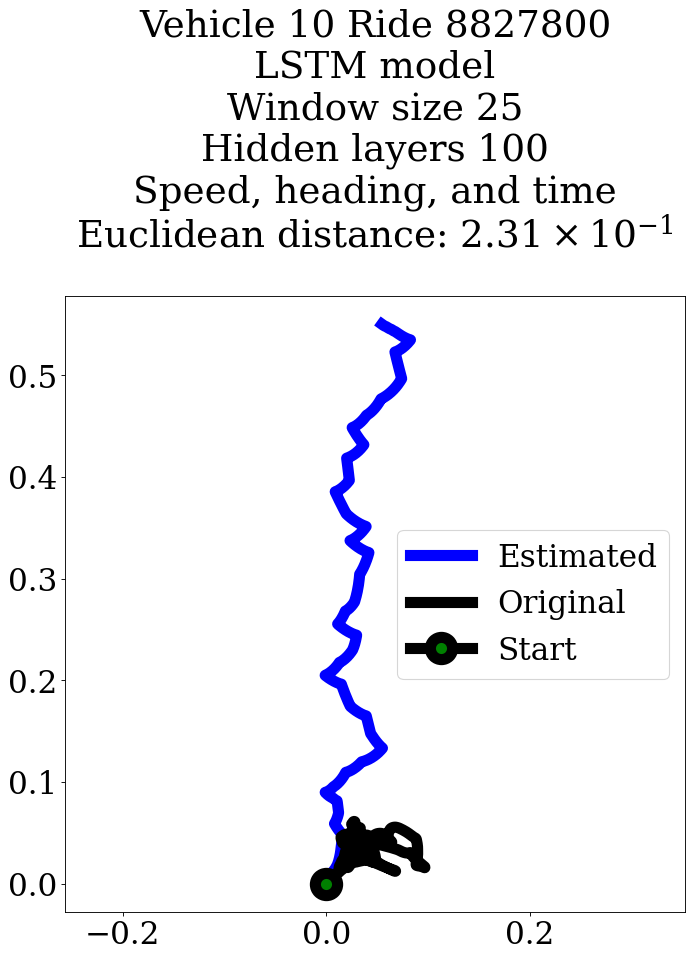 Vehicle 10 Ride 8827800
LSTM model
Window size 25
Hidden layers 100
Speed, heading, and time
Euclidean distance: 2.31 × 10⁻¹
0.5
0.4
0.3
0.2
0.1
0.0
Estimated
Original
Start
−0.2
0.0
0.2